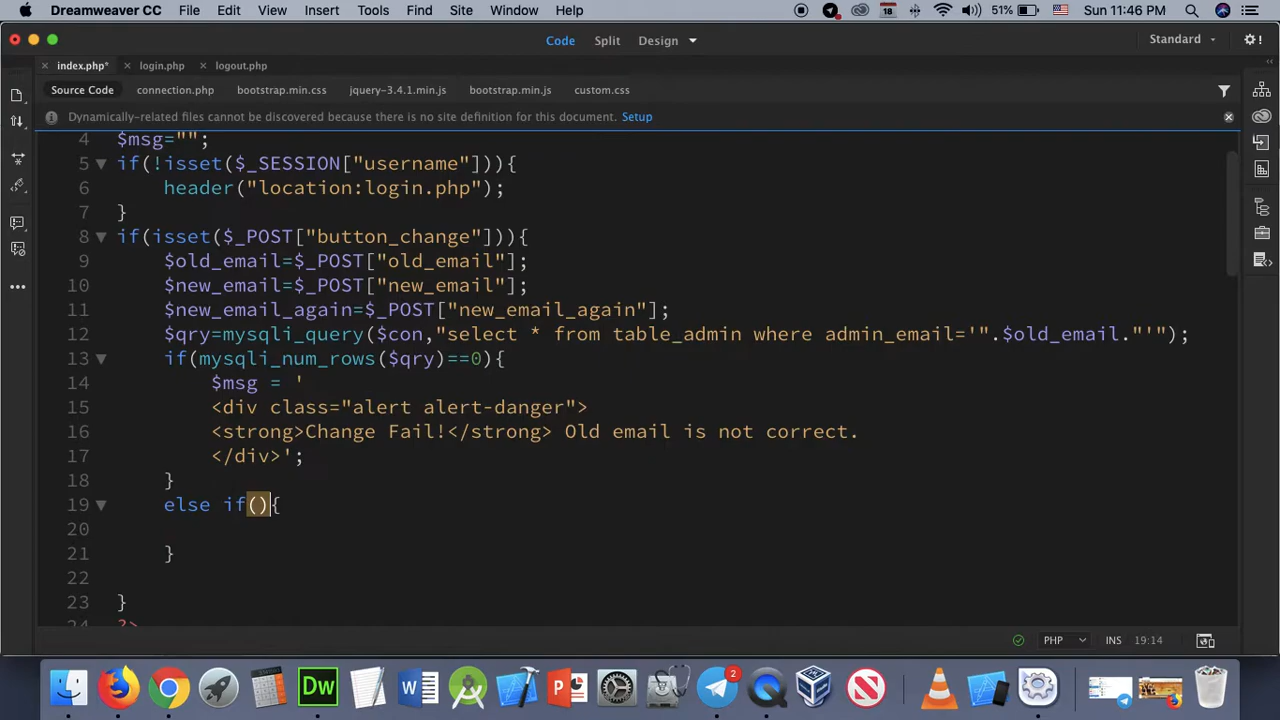 Dreamweaver CC File Edit View Insert Find Tools Find Site Window Help 18 51% Sun 11:46 PM
Code Split Design Standard
× index.php* × login.php × logout.php
Source Code connection.php bootstrap.min.css jquery-3.4.1.min.js bootstrap.min.js custom.css
Dynamically-related files cannot be discovered because there is no site definition for this document. Setup
4 $msg="";
5 if(!isset($_SESSION["username"])){
6 header("location:login.php");
7 }
8 if(isset($_POST["button_change"])){
9 $old_email=$_POST["old_email"];
10 $new_email=$_POST["new_email"];
11 $new_email_again=$_POST["new_email_again"];
12 $qry=mysqli_query($con,"select * from table_admin where admin_email='".$old_email."'");
13 if(mysqli_num_rows($qry)==0){
14 $msg = '
15 <div class="alert alert-danger">
16 <strong>Change Fail!</strong> Old email is not correct.
17 </div>';
18 }
19 else if(){
20
21 }
22
23 }
24 ?>
PHP INS 19:14
Dw W P 2